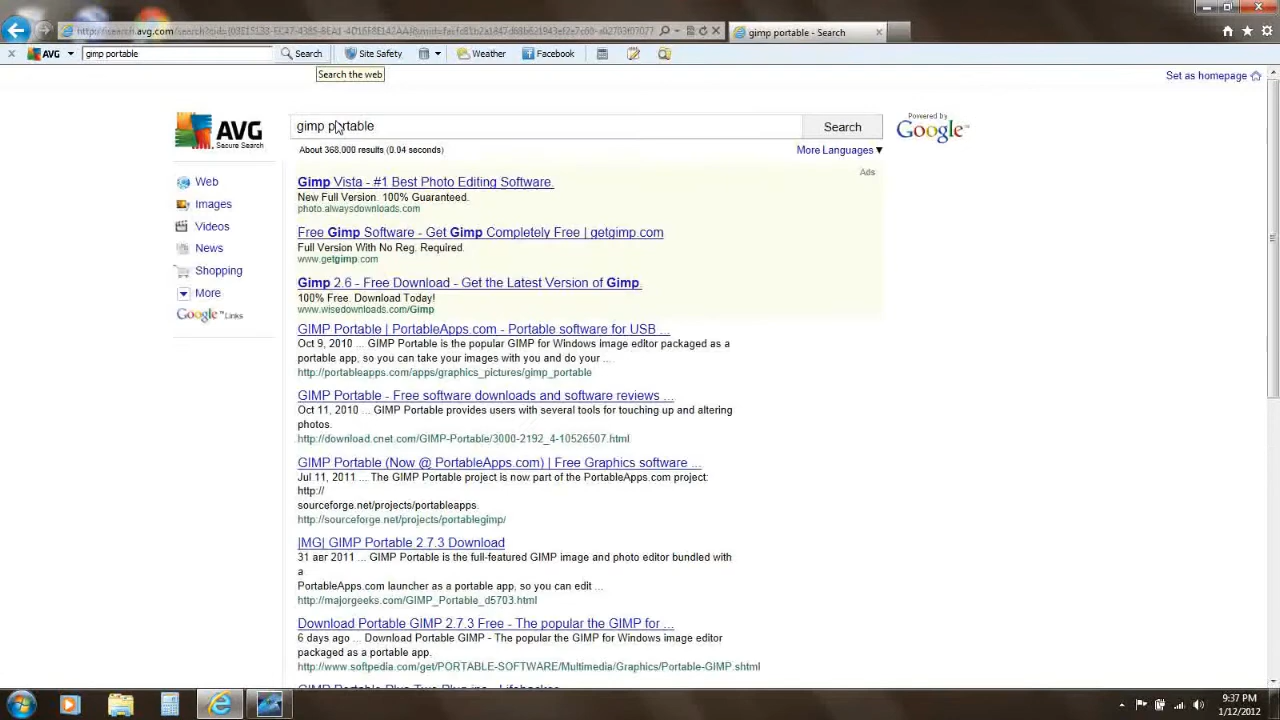 gimp portable - Search
AVG
gimp portable
Search
Site Safety
Weather
Facebook
Search the web
Set as homepage
AVG
Secure Search
gimp portable
Search
Powered by
Google™
About 368,000 results (0.04 seconds)
More Languages ▼
Ads
Web
Images
Videos
News
Shopping
More
Google™ Links
Gimp Vista - #1 Best Photo Editing Software.
New Full Version. 100% Guaranteed.
photo.alwaysdownloads.com
Free Gimp Software - Get Gimp Completely Free | getgimp.com
Full Version With No Reg. Required.
www.getgimp.com
Gimp 2.6 - Free Download - Get the Latest Version of Gimp.
100% Free. Download Today!
www.wisedownloads.com/Gimp
GIMP Portable | PortableApps.com - Portable software for USB ...
Oct 9, 2010 ... GIMP Portable is the popular GIMP for Windows image editor packaged as a
portable app, so you can take your images with you and do your ...
http://portableapps.com/apps/graphics_pictures/gimp_portable
GIMP Portable - Free software downloads and software reviews ...
Oct 11, 2010 ... GIMP Portable provides users with several tools for touching up and altering
photos.
http://download.cnet.com/GIMP-Portable/3000-2192_4-10526507.html
GIMP Portable (Now @ PortableApps.com) | Free Graphics software ...
Jul 11, 2011 ... The GIMP Portable project is now part of the PortableApps.com project:
http://
sourceforge.net/projects/portableapps.
http://sourceforge.net/projects/portablegimp/
|MG| GIMP Portable 2.7.3 Download
31 авг 2011 ... GIMP Portable is the full-featured GIMP image and photo editor bundled with
a
PortableApps.com launcher as a portable app, so you can edit ...
http://majorgeeks.com/GIMP_Portable_d5703.html
Download Portable GIMP 2.7.3 Free - The popular the GIMP for ...
6 days ago ... Download Portable GIMP - The popular the GIMP for Windows image editor
packaged as a portable app.
http://www.softpedia.com/get/PORTABLE-SOFTWARE/Multimedia/Graphics/Portable-GIMP.shtml
9:37 PM
1/12/2012